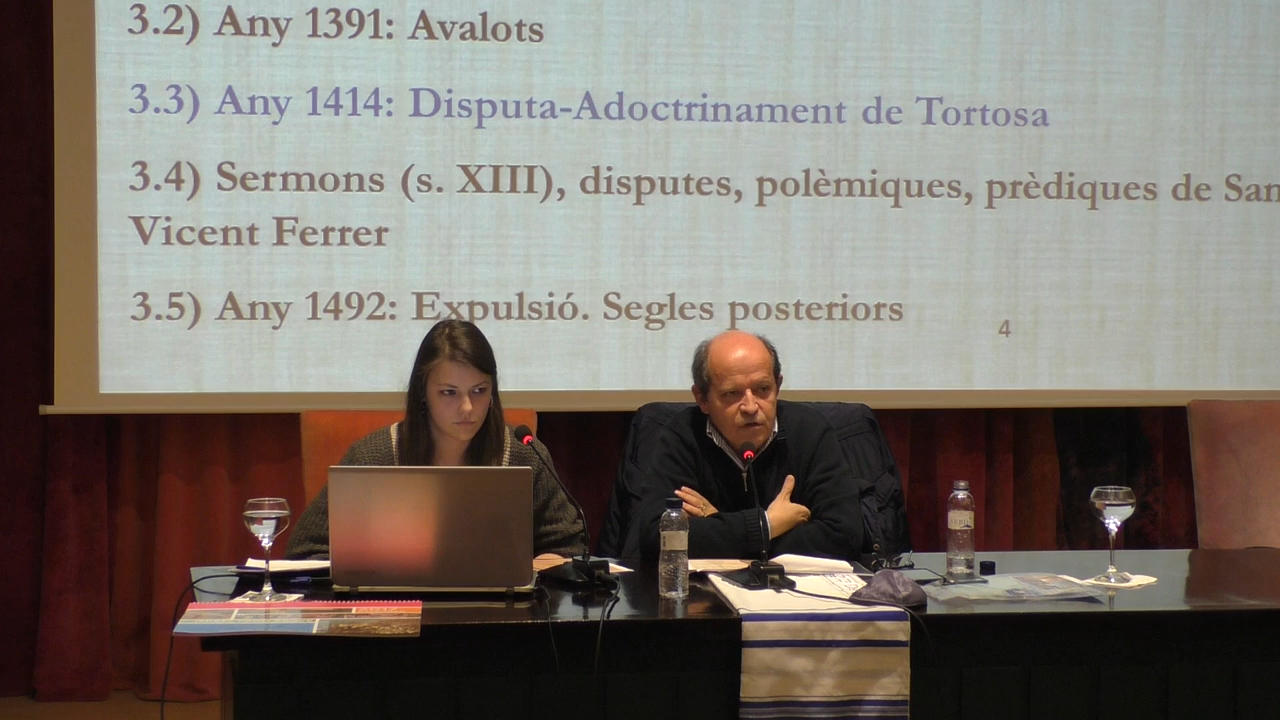 3.2) Any 1391: Avalots
3.3) Any 1414: Disputa-Adoctrinament de Tortosa
3.4) Sermons (s. XIII), disputes, polèmiques, prèdiques de San
Vicent Ferrer
3.5) Any 1492: Expulsió. Segles posteriors
4